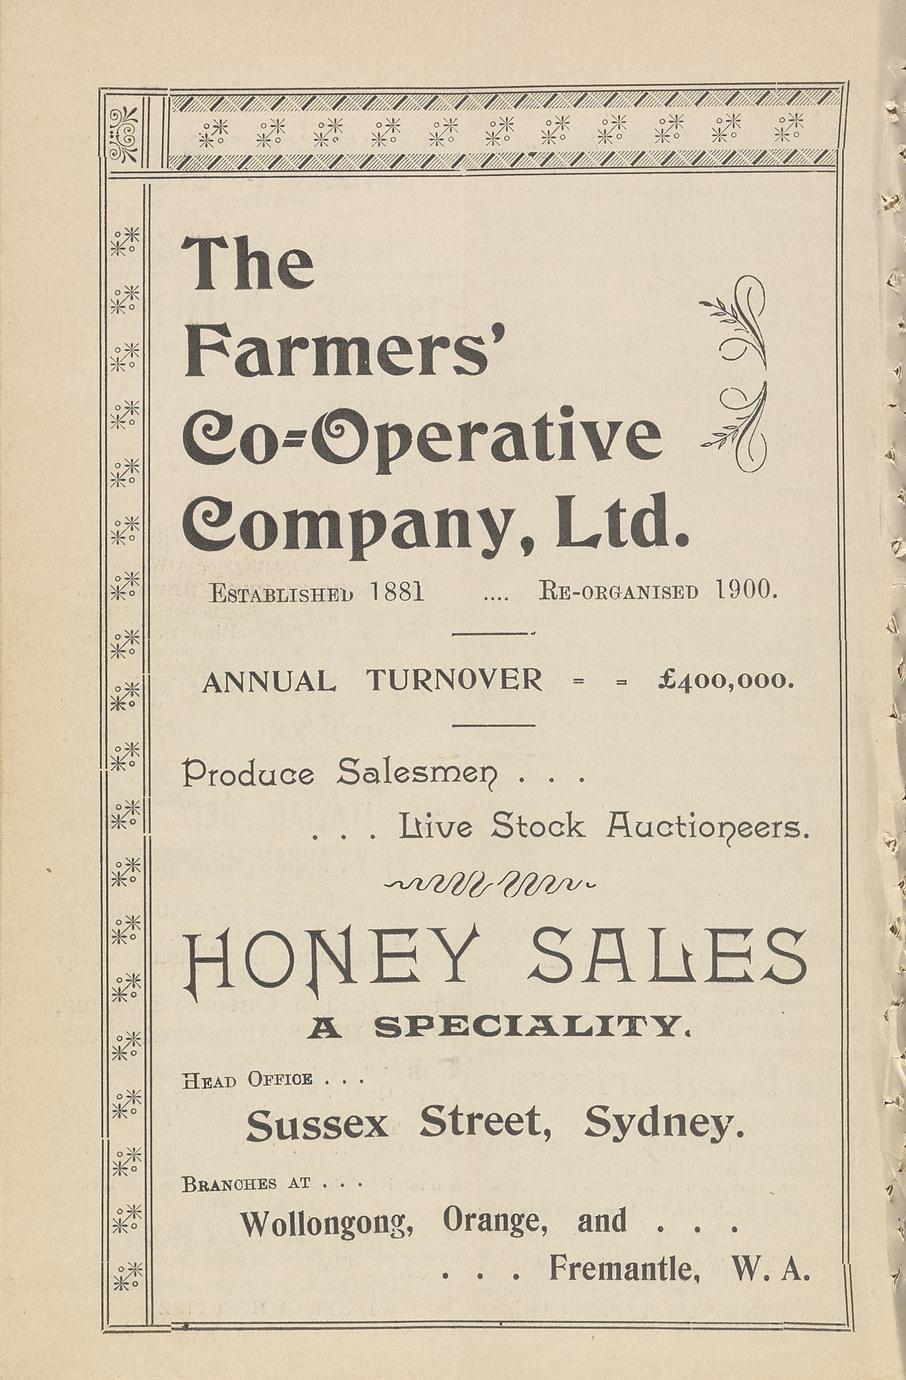 The
Farmers'
Co-Operative
Company, Ltd.
ESTABLISHED 1881 .... RE-ORGANISED 1900.
ANNUAL TURNOVER = = £400,000.
Produce Salesmen . . .
. . . Live Stock Auctioneers.
HONEY SALES
A SPECIALITY.
HEAD OFFICE . . .
Sussex Street, Sydney.
BRANCHES AT . . .
Wollongong, Orange, and . . .
. . . Fremantle, W. A.